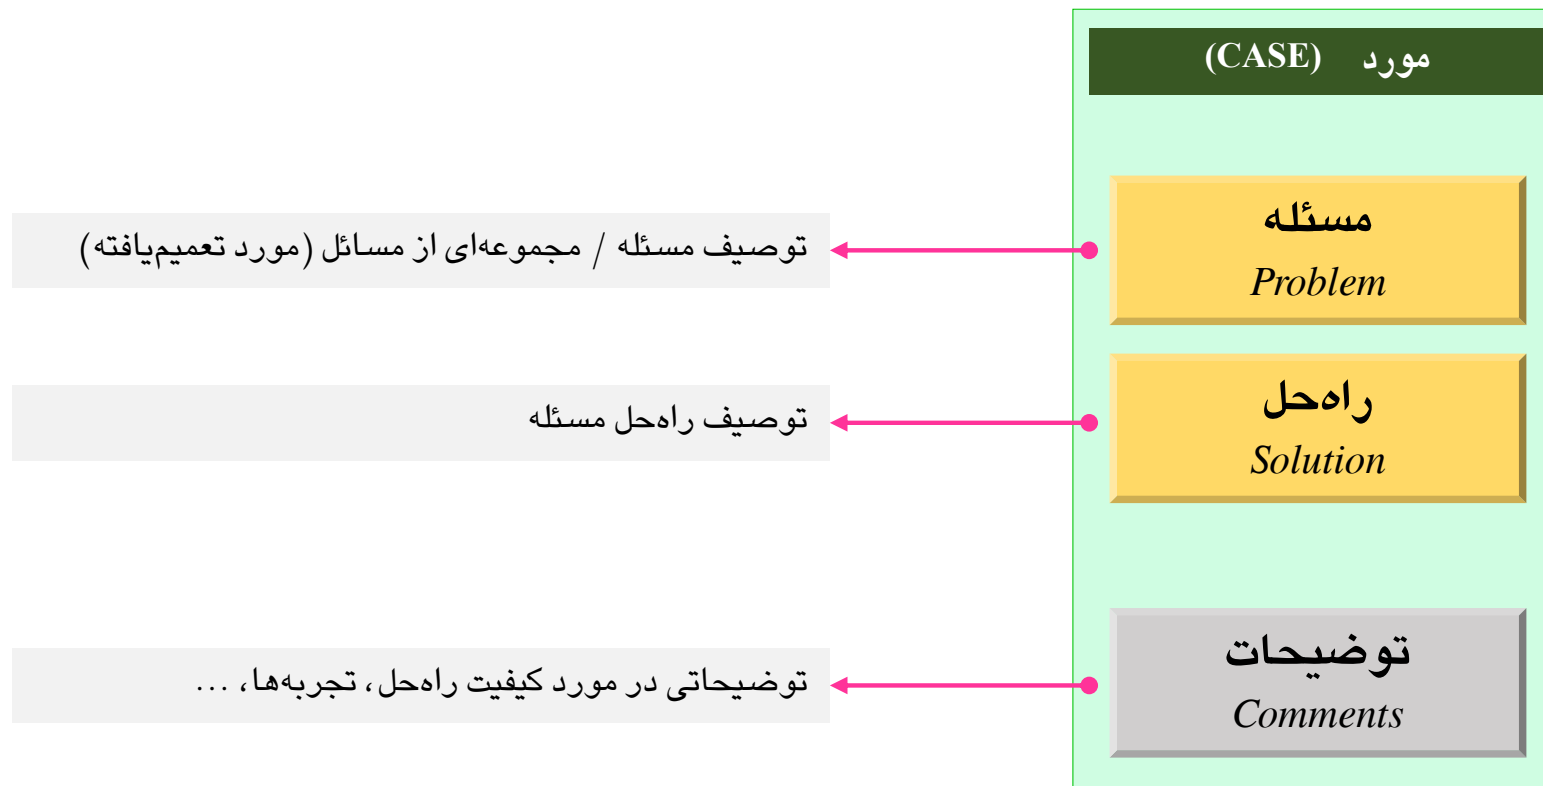 مورد (CASE)
مسئله
Problem
توصیف مسئله / مجموعه‌ای از مسائل (مورد تعمیم‌یافته)
راه‌حل
Solution
توصیف راه‌حل مسئله
توضیحات
Comments
توضیحاتی در مورد کیفیت راه‌حل، تجربه‌ها، ...